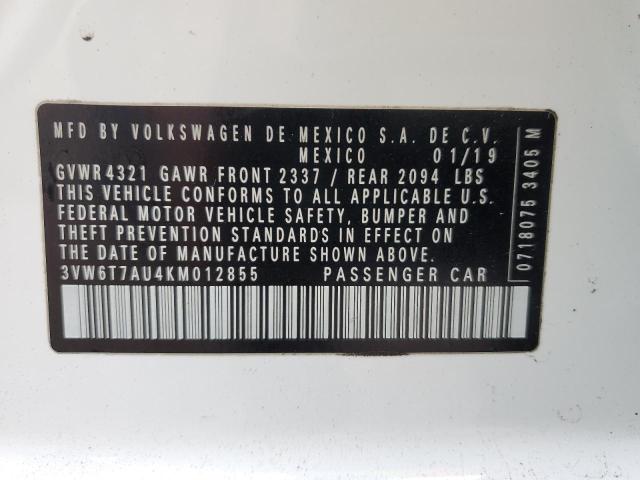 MFD BY VOLKSWAGEN DE MEXICO S.A. DE C.V.
MEXICO 01/19
GVWR 4321 GAWR FRONT 2337 / REAR 2094 LBS
THIS VEHICLE CONFORMS TO ALL APPLICABLE U.S.
FEDERAL MOTOR VEHICLE SAFETY, BUMPER AND
THEFT PREVENTION STANDARDS IN EFFECT ON
THE DATE OF MANUFACTURE SHOWN ABOVE
3VW6T7AU4KM012855 PASSENGER CAR
0718075 3405 M